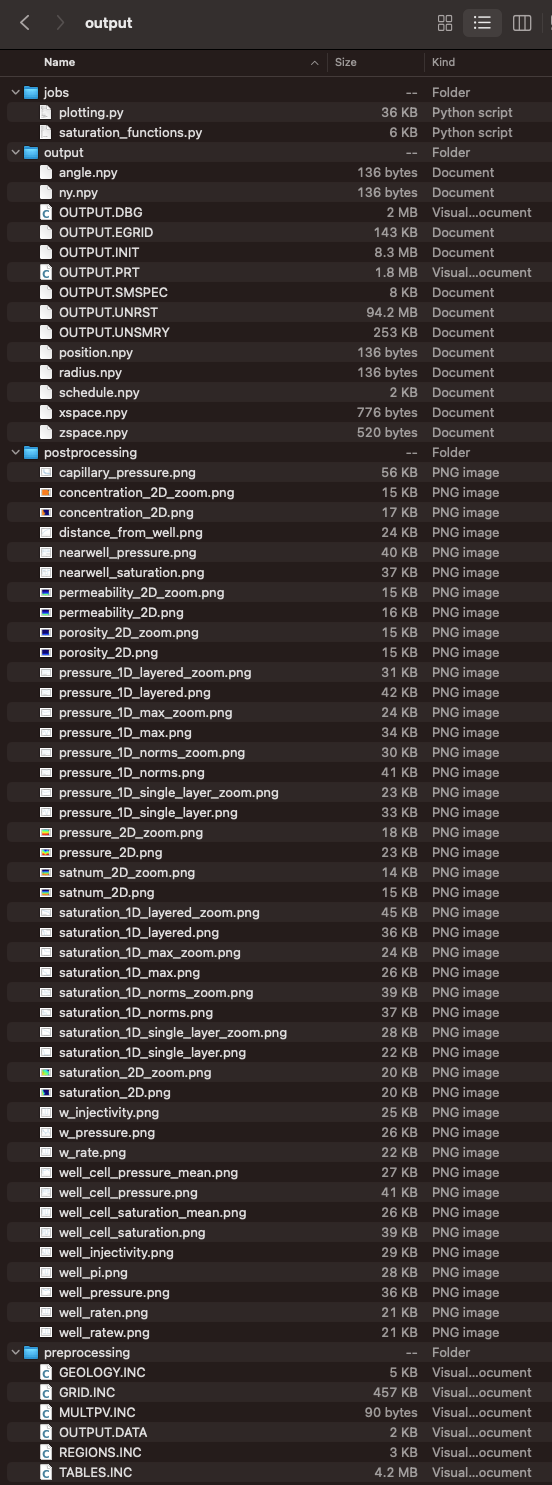 output
Name Size Kind
jobs -- Folder
plotting.py 36 KB Python script
saturation_functions.py 6 KB Python script
output -- Folder
angle.npy 136 bytes Document
ny.npy 136 bytes Document
OUTPUT.DBG 2 MB Visual...ocument
OUTPUT.EGRID 143 KB Document
OUTPUT.INIT 8.3 MB Document
OUTPUT.PRT 1.8 MB Visual...ocument
OUTPUT.SMSPEC 8 KB Document
OUTPUT.UNRST 94.2 MB Document
OUTPUT.UNSMRY 253 KB Document
position.npy 136 bytes Document
radius.npy 136 bytes Document
schedule.npy 2 KB Document
xspace.npy 776 bytes Document
zspace.npy 520 bytes Document
postprocessing -- Folder
capillary_pressure.png 56 KB PNG image
concentration_2D_zoom.png 15 KB PNG image
concentration_2D.png 17 KB PNG image
distance_from_well.png 24 KB PNG image
nearwell_pressure.png 40 KB PNG image
nearwell_saturation.png 37 KB PNG image
permeability_2D_zoom.png 15 KB PNG image
permeability_2D.png 16 KB PNG image
porosity_2D_zoom.png 15 KB PNG image
porosity_2D.png 15 KB PNG image
pressure_1D_layered_zoom.png 31 KB PNG image
pressure_1D_layered.png 42 KB PNG image
pressure_1D_max_zoom.png 24 KB PNG image
pressure_1D_max.png 34 KB PNG image
pressure_1D_norms_zoom.png 30 KB PNG image
pressure_1D_norms.png 41 KB PNG image
pressure_1D_single_layer_zoom.png 23 KB PNG image
pressure_1D_single_layer.png 33 KB PNG image
pressure_2D_zoom.png 18 KB PNG image
pressure_2D.png 23 KB PNG image
satnum_2D_zoom.png 14 KB PNG image
satnum_2D.png 15 KB PNG image
saturation_1D_layered_zoom.png 45 KB PNG image
saturation_1D_layered.png 36 KB PNG image
saturation_1D_max_zoom.png 24 KB PNG image
saturation_1D_max.png 26 KB PNG image
saturation_1D_norms_zoom.png 39 KB PNG image
saturation_1D_norms.png 37 KB PNG image
saturation_1D_single_layer_zoom.png 28 KB PNG image
saturation_1D_single_layer.png 22 KB PNG image
saturation_2D_zoom.png 20 KB PNG image
saturation_2D.png 20 KB PNG image
w_injectivity.png 25 KB PNG image
w_pressure.png 26 KB PNG image
w_rate.png 22 KB PNG image
well_cell_pressure_mean.png 27 KB PNG image
well_cell_pressure.png 41 KB PNG image
well_cell_saturation_mean.png 26 KB PNG image
well_cell_saturation.png 39 KB PNG image
well_injectivity.png 29 KB PNG image
well_pi.png 28 KB PNG image
well_pressure.png 36 KB PNG image
well_raten.png 21 KB PNG image
well_ratew.png 21 KB PNG image
preprocessing -- Folder
GEOLOGY.INC 5 KB Visual...ocument
GRID.INC 457 KB Visual...ocument
MULTPV.INC 90 bytes Visual...ocument
OUTPUT.DATA 2 KB Visual...ocument
REGIONS.INC 3 KB Visual...ocument
TABLES.INC 4.2 MB Visual...ocument